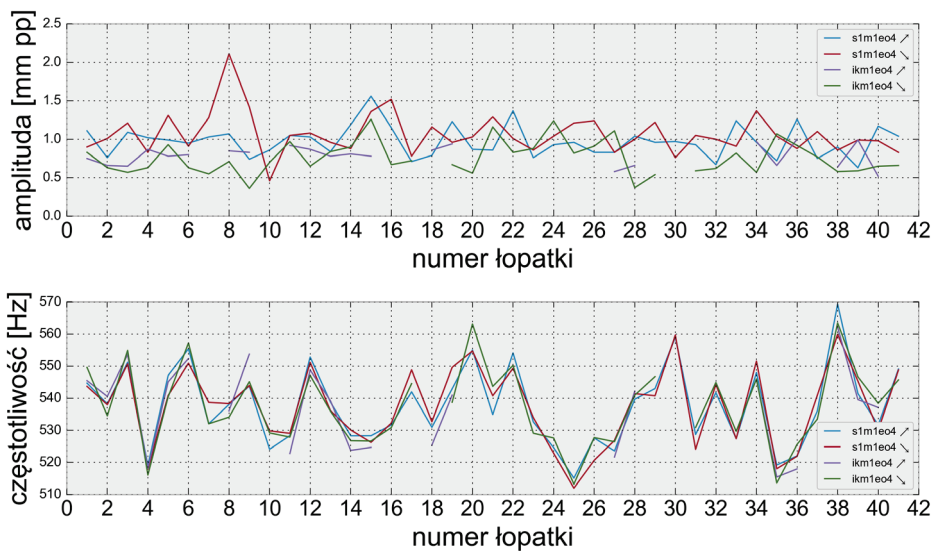 amplituda [mm pp]
2.5
2.0
1.5
1.0
0.5
0.0
s1m1eo4 ↗
s1m1eo4 ↘
ikm1eo4 ↗
ikm1eo4 ↘
0 2 4 6 8 10 12 14 16 18 20 22 24 26 28 30 32 34 36 38 40 42
numer łopatki
częstotliwość [Hz]
570
560
550
540
530
520
510
s1m1eo4 ↗
s1m1eo4 ↘
ikm1eo4 ↗
ikm1eo4 ↘
0 2 4 6 8 10 12 14 16 18 20 22 24 26 28 30 32 34 36 38 40 42
numer łopatki